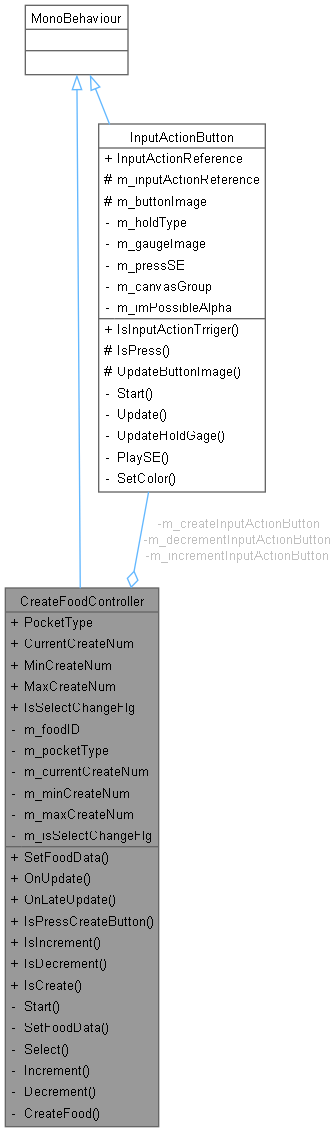 MonoBehaviour
InputActionButton
+ InputActionReference
# m_inputActionReference
# m_buttonImage
- m_holdType
- m_gaugeImage
- m_pressSE
- m_canvasGroup
- m_imPossibleAlpha
+ IsInputActionTrriger()
# IsPress()
# UpdateButtonImage()
- Start()
- Update()
- UpdateHoldGage()
- PlaySE()
- SetColor()
-m_createInputActionButton
-m_decrementInputActionButton
-m_incrementInputActionButton
CreateFoodController
+ PocketType
+ CurrentCreateNum
+ MinCreateNum
+ MaxCreateNum
+ IsSelectChangeFlg
- m_foodID
- m_pocketType
- m_currentCreateNum
- m_minCreateNum
- m_maxCreateNum
- m_isSelectChangeFlg
+ SetFoodData()
+ OnUpdate()
+ OnLateUpdate()
+ IsPressCreateButton()
+ IsIncrement()
+ IsDecrement()
+ IsCreate()
- Start()
- SetFoodData()
- Select()
- Increment()
- Decrement()
- CreateFood()